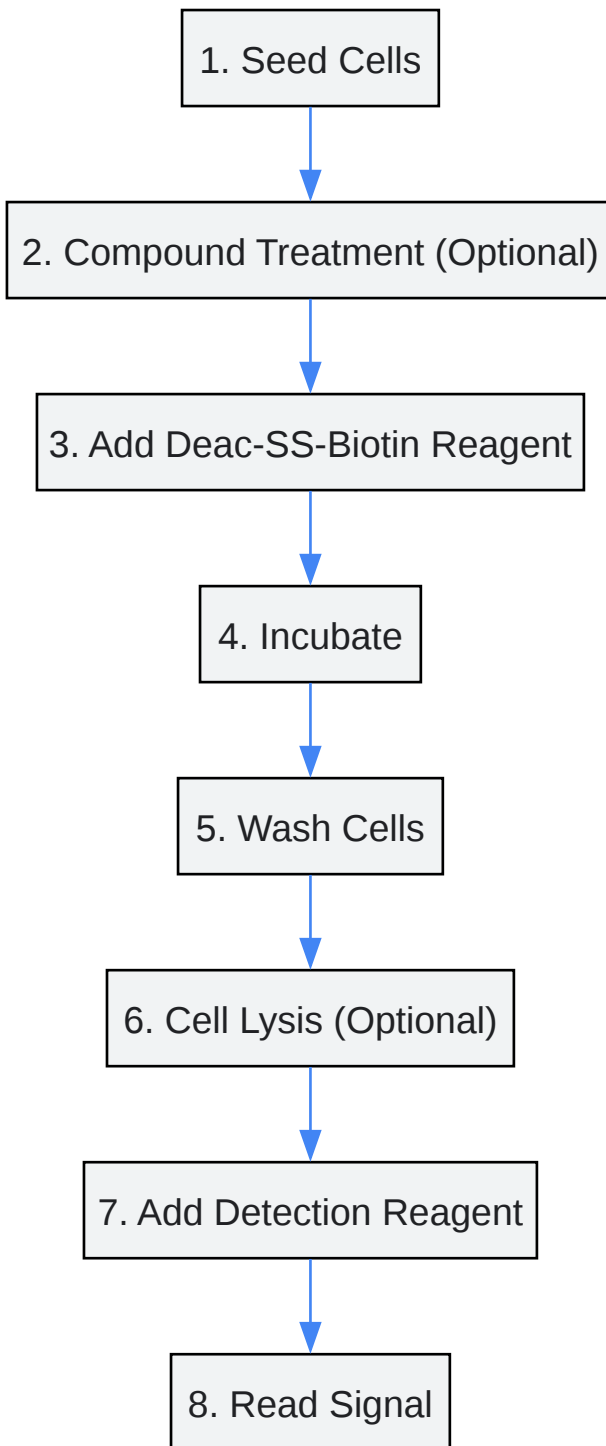 1. Seed Cells
2. Compound Treatment (Optional)
3. Add Deac-SS-Biotin Reagent
4. Incubate
5. Wash Cells
6. Cell Lysis (Optional)
7. Add Detection Reagent
8. Read Signal